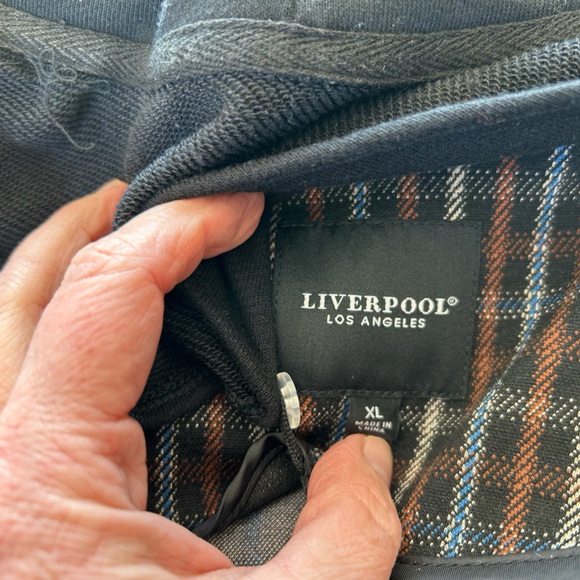 LIVERPOOL®
LOS ANGELES
XL
MADE IN
CHINA